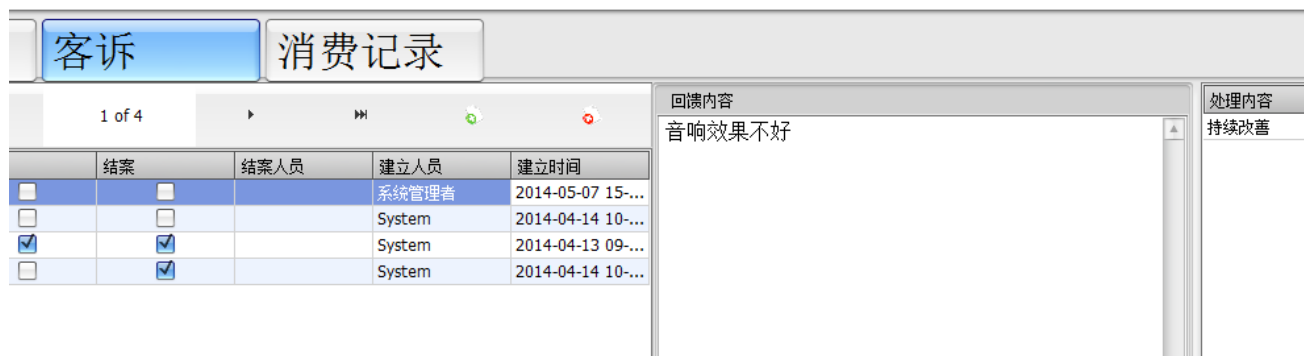 客诉 消费记录
1 of 4
结案 结案人员 建立人员 建立时间
系统管理者 2014-05-07 15-...
System 2014-04-14 10-...
System 2014-04-13 09-...
System 2014-04-14 10-...
回馈内容
音响效果不好
处理内容
持续改善